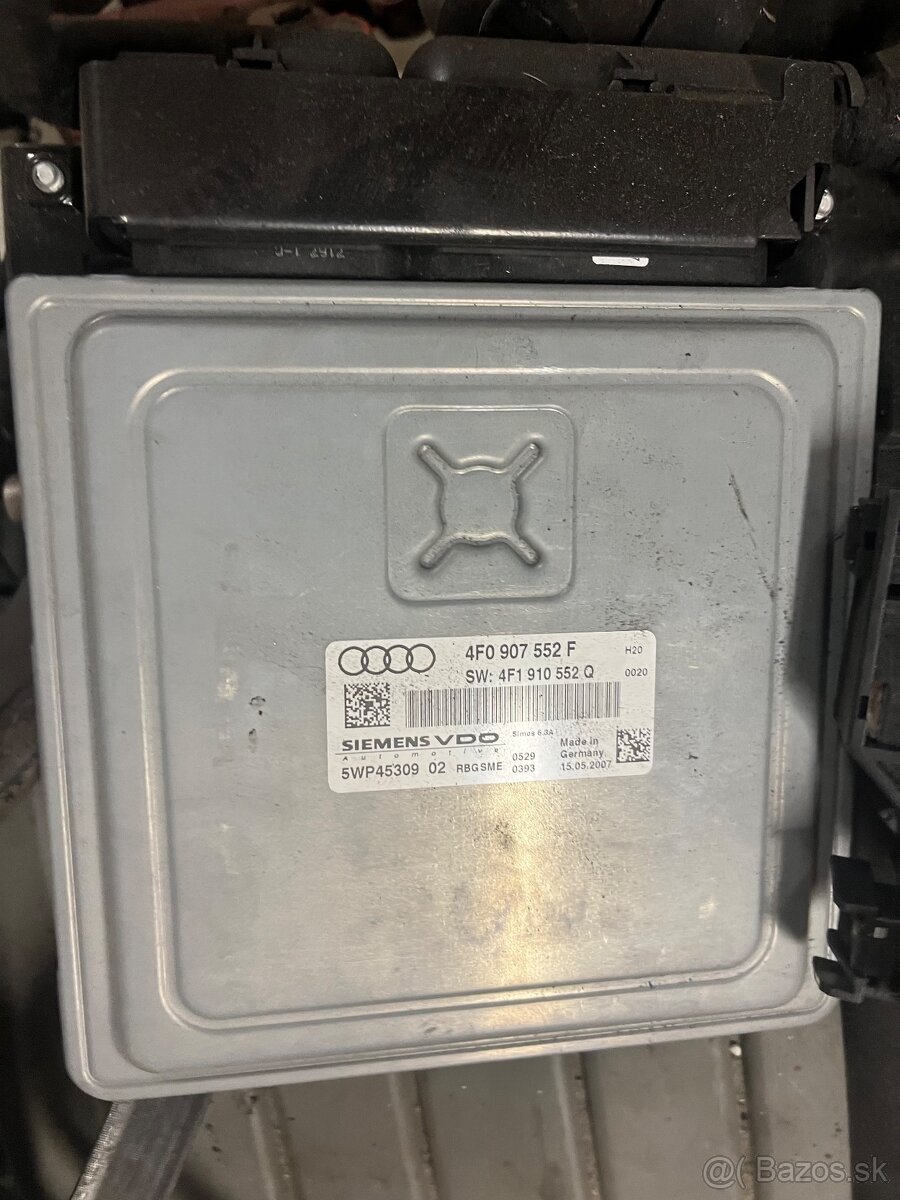 4F0 907 552 F
H20
SW: 4F1 910 552 Q
0020
SIEMENS VDO
Automotive
Simos 6.3A
0529
Made in
Germany
5WP45309 02
RBGSME
0393
15.05.2007
@( Bazos.sk